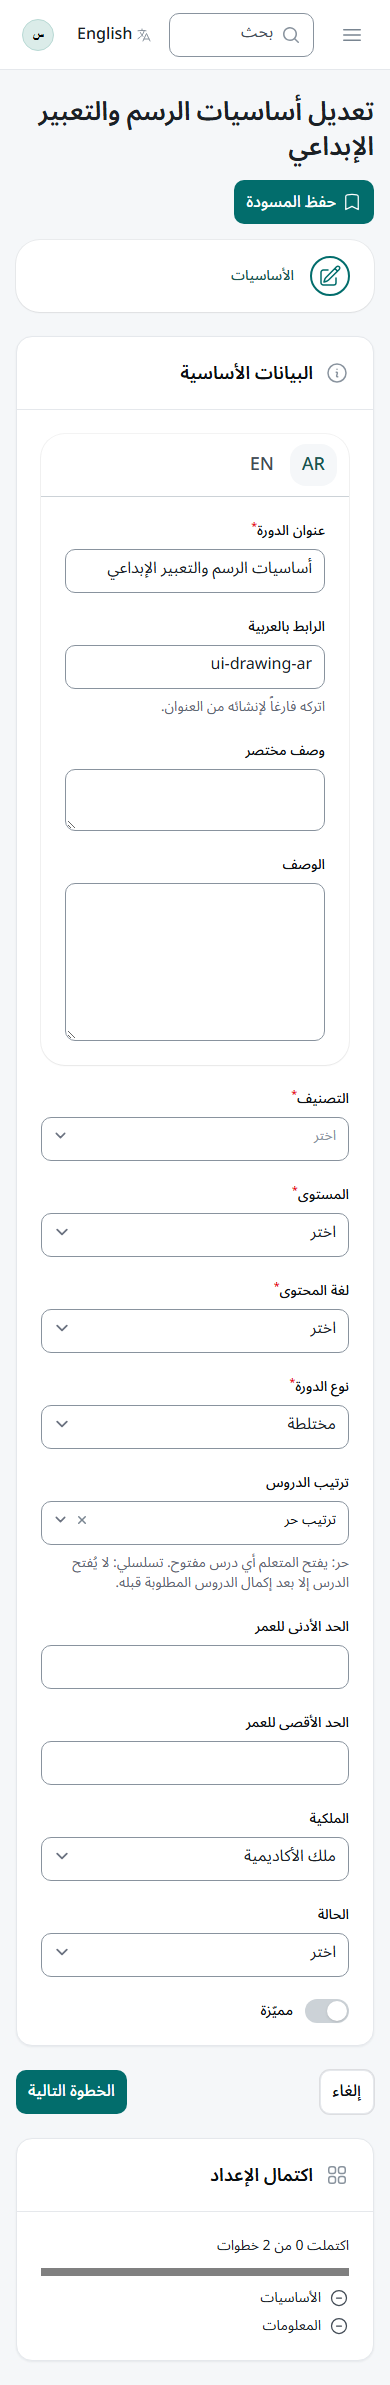 بحث
English
س
تعديل أساسيات الرسم والتعبير
الإبداعي
حفظ المسودة
الأساسيات
البيانات الأساسية
AR
EN
عنوان الدورة*
أساسيات الرسم والتعبير الإبداعي
الرابط بالعربية
ui-drawing-ar
اتركه فارغاً لإنشائه من العنوان.
وصف مختصر
الوصف
التصنيف*
اختر
المستوى*
اختر
لغة المحتوى*
اختر
نوع الدورة*
مختلطة
ترتيب الدروس
ترتيب حر
حر: يفتح المتعلم أي درس مفتوح. تسلسلي: لا يُفتح
الدرس إلا بعد إكمال الدروس المطلوبة قبله.
الحد الأدنى للعمر
الحد الأقصى للعمر
الملكية
ملك الأكاديمية
الحالة
اختر
مميّزة
إلغاء
الخطوة التالية
اكتمال الإعداد
اكتملت 0 من 2 خطوات
الأساسيات
المعلومات